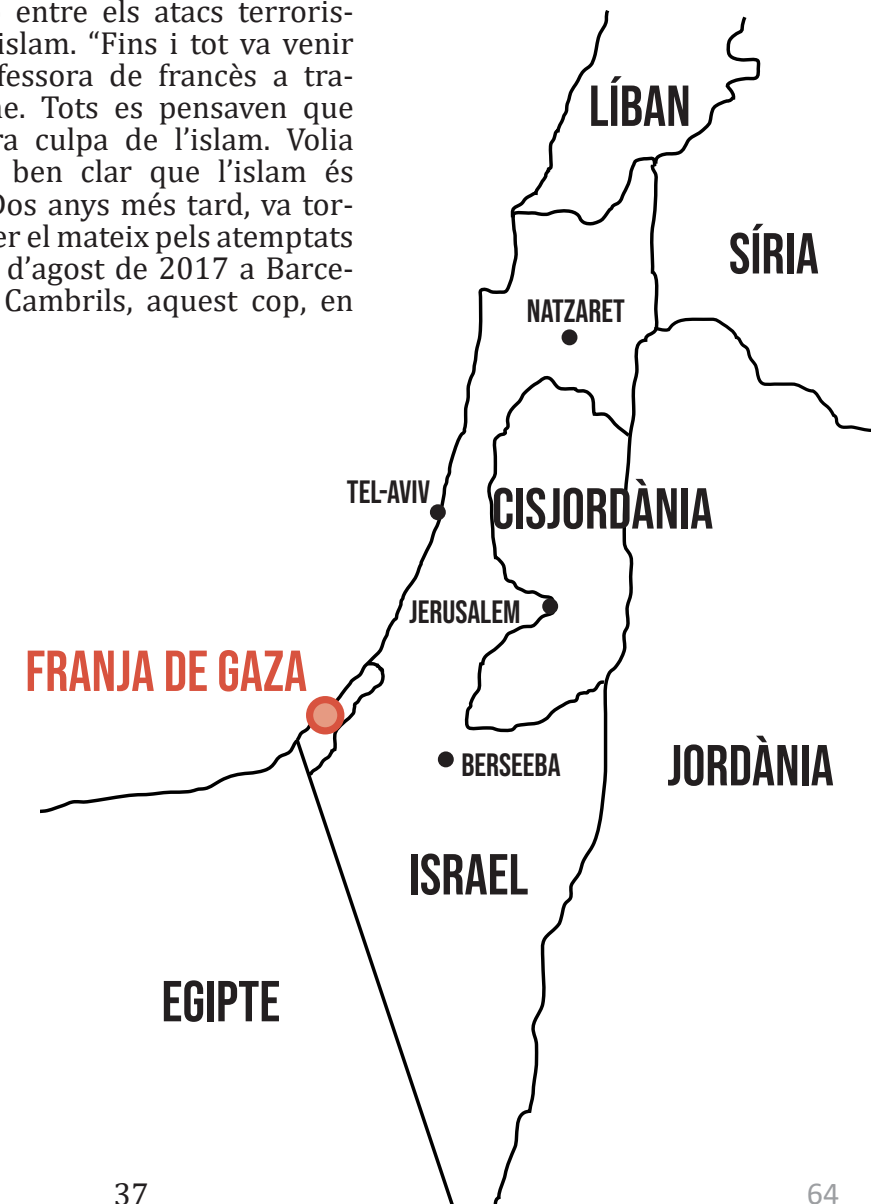 entre els atacs terroris-
islam. “Fins i tot va venir
fessora de francès a tra-
e. Tots es pensaven que
ra culpa de l’islam. Volia
ben clar que l’islam és
Dos anys més tard, va tor-
er el mateix pels atemptats
d’agost de 2017 a Barce-
Cambrils, aquest cop, en
LÍBAN
SÍRIA
NATZARET
TEL-AVIV
CISJORDÀNIA
JERUSALEM
FRANJA DE GAZA
BERSEEBA
JORDÀNIA
ISRAEL
EGIPTE
37
64